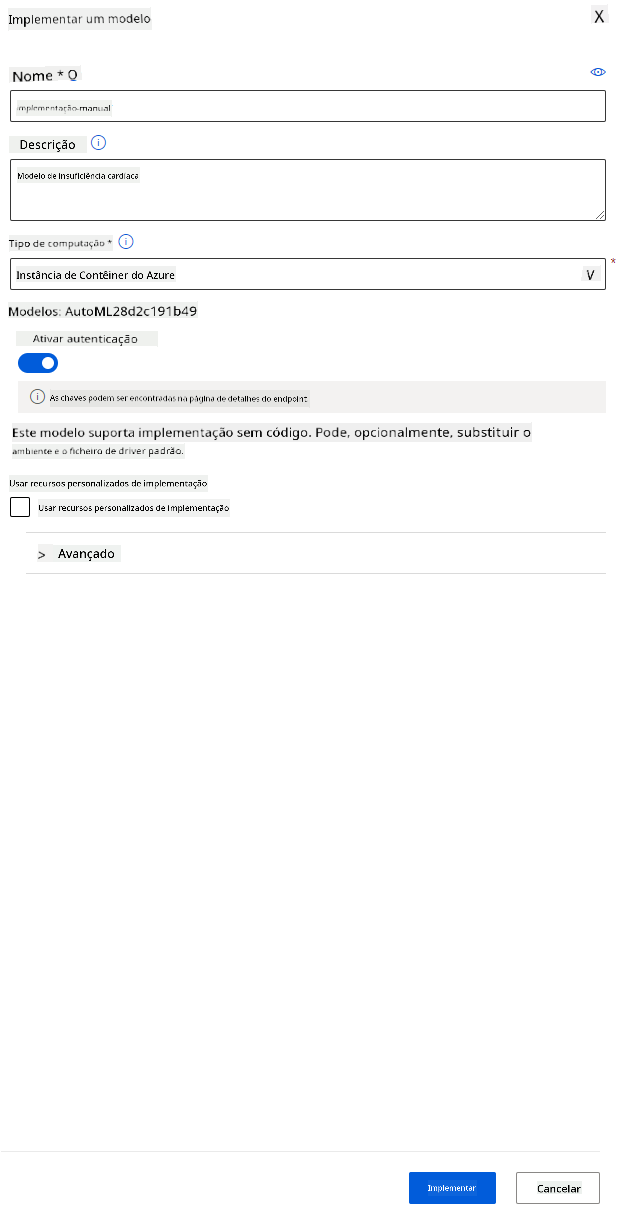 Implementar um modelo X
Nome * O
implementação-manual
Descrição
Modelo de insuficiência cardíaca
Tipo de computação *
Instância de Contêiner do Azure V
*
Modelos: AutoML28d2c191b49
Ativar autenticação
As chaves podem ser encontradas na página de detalhes do endpoint
Este modelo suporta implementação sem código. Pode, opcionalmente, substituir o
ambiente e o ficheiro de driver padrão.
Usar recursos personalizados de implementação
Usar recursos personalizados de implementação
> Avançado
Implementar Cancelar